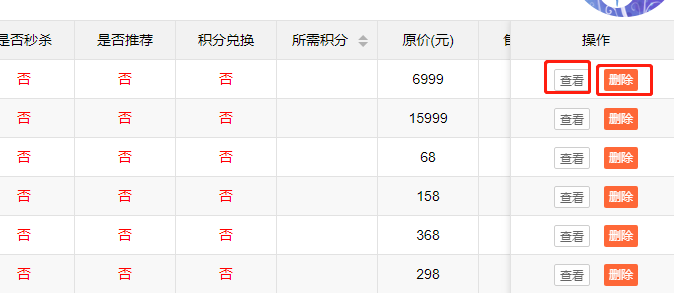 是否秒杀 是否推荐 积分兑换 所需积分 原价(元) 操作
否 否 否 6999 查看 删除
否 否 否 15999 查看 删除
否 否 否 68 查看 删除
否 否 否 158 查看 删除
否 否 否 368 查看 删除
否 否 否 298 查看 删除